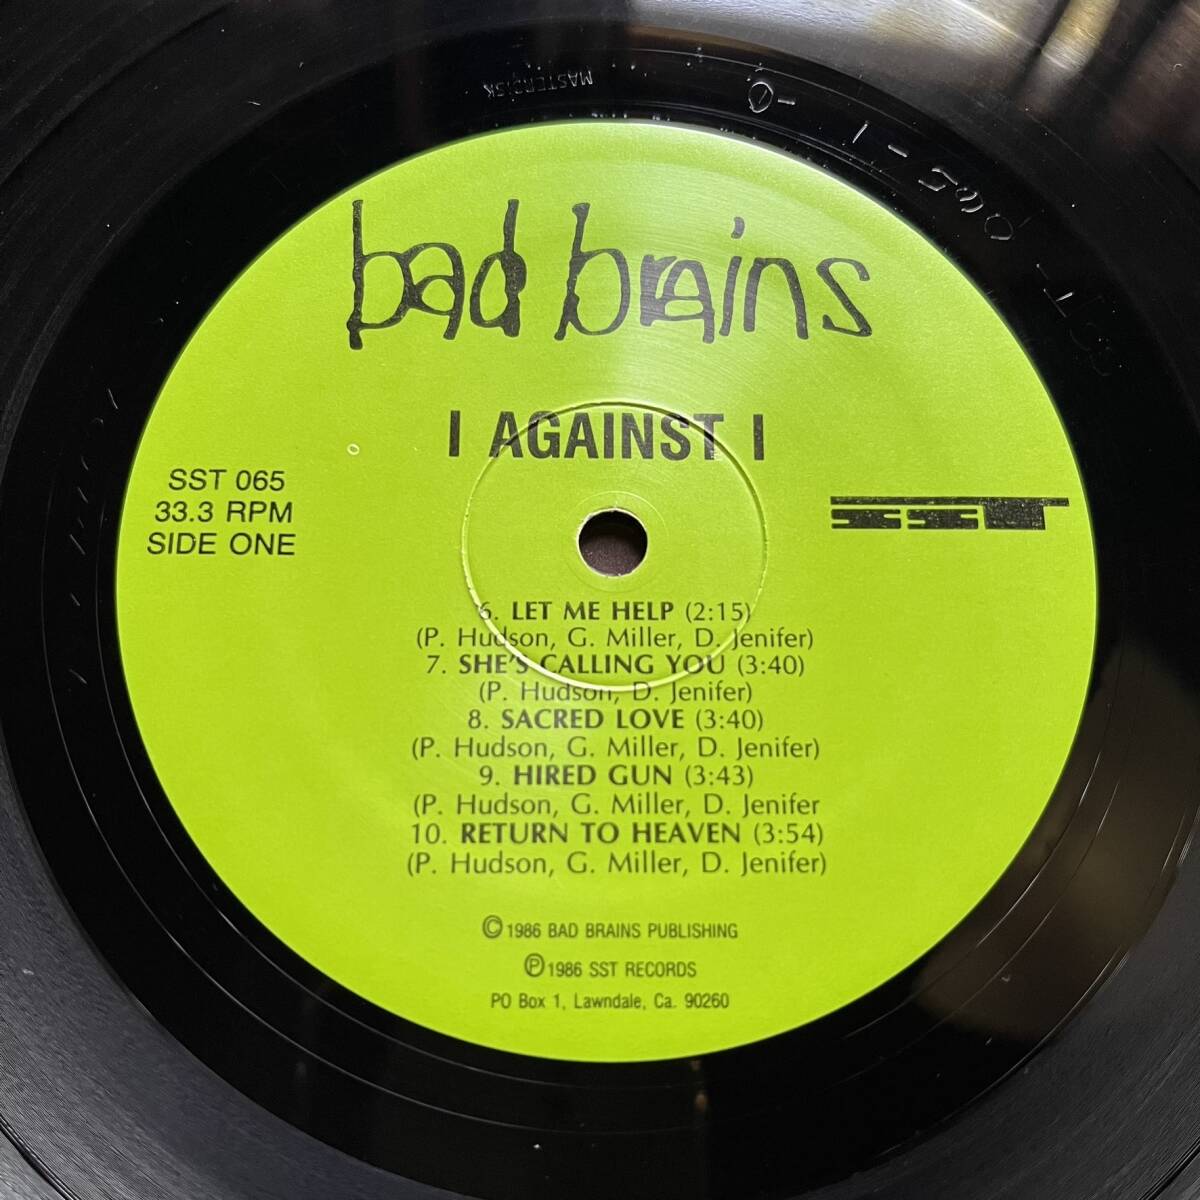 MASTERDISK
bad brains
I AGAINST I
SST 065
33.3 RPM
SIDE ONE
SST
6. LET ME HELP (2:15)
(P. Hudson, G. Miller, D. Jenifer)
7. SHE'S CALLING YOU (3:40)
(P. Hudson, D. Jenifer)
8. SACRED LOVE (3:40)
(P. Hudson, G. Miller, D. Jenifer)
9. HIRED GUN (3:43)
(P. Hudson, G. Miller, D. Jenifer
10. RETURN TO HEAVEN (3:54)
(P. Hudson, G. Miller, D. Jenifer)
©1986 BAD BRAINS PUBLISHING
℗1986 SST RECORDS
PO Box 1, Lawndale, Ca. 90260